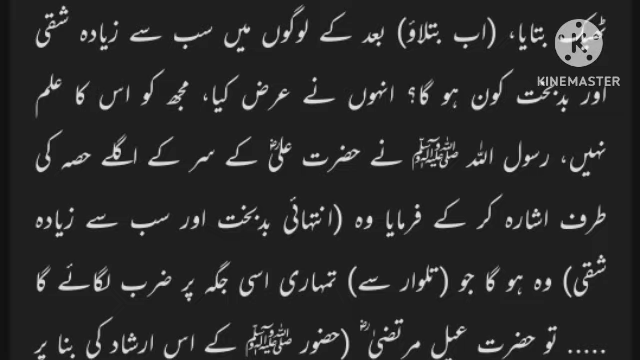 ٹھیک بتایا، (اب بتلاؤ) بعد کے لوگوں میں سب سے زیادہ شقی
اور بدبخت کون ہو گا؟ انہوں نے عرض کیا، مجھ کو اس کا علم
نہیں، رسول اللہ ﷺ نے حضرت علیؓ کے سر کے اگلے حصہ کی
طرف اشارہ کر کے فرمایا وہ (انتہائی بدبخت اور سب سے زیادہ
شقی) وہ ہو گا جو (تلوار سے) تمہاری اسی جگہ پر ضرب لگائے گا
..... تو حضرت علی مرتضیٰؓ (حضور ﷺ کے اس ارشاد کی بنا پر
KINEMASTER